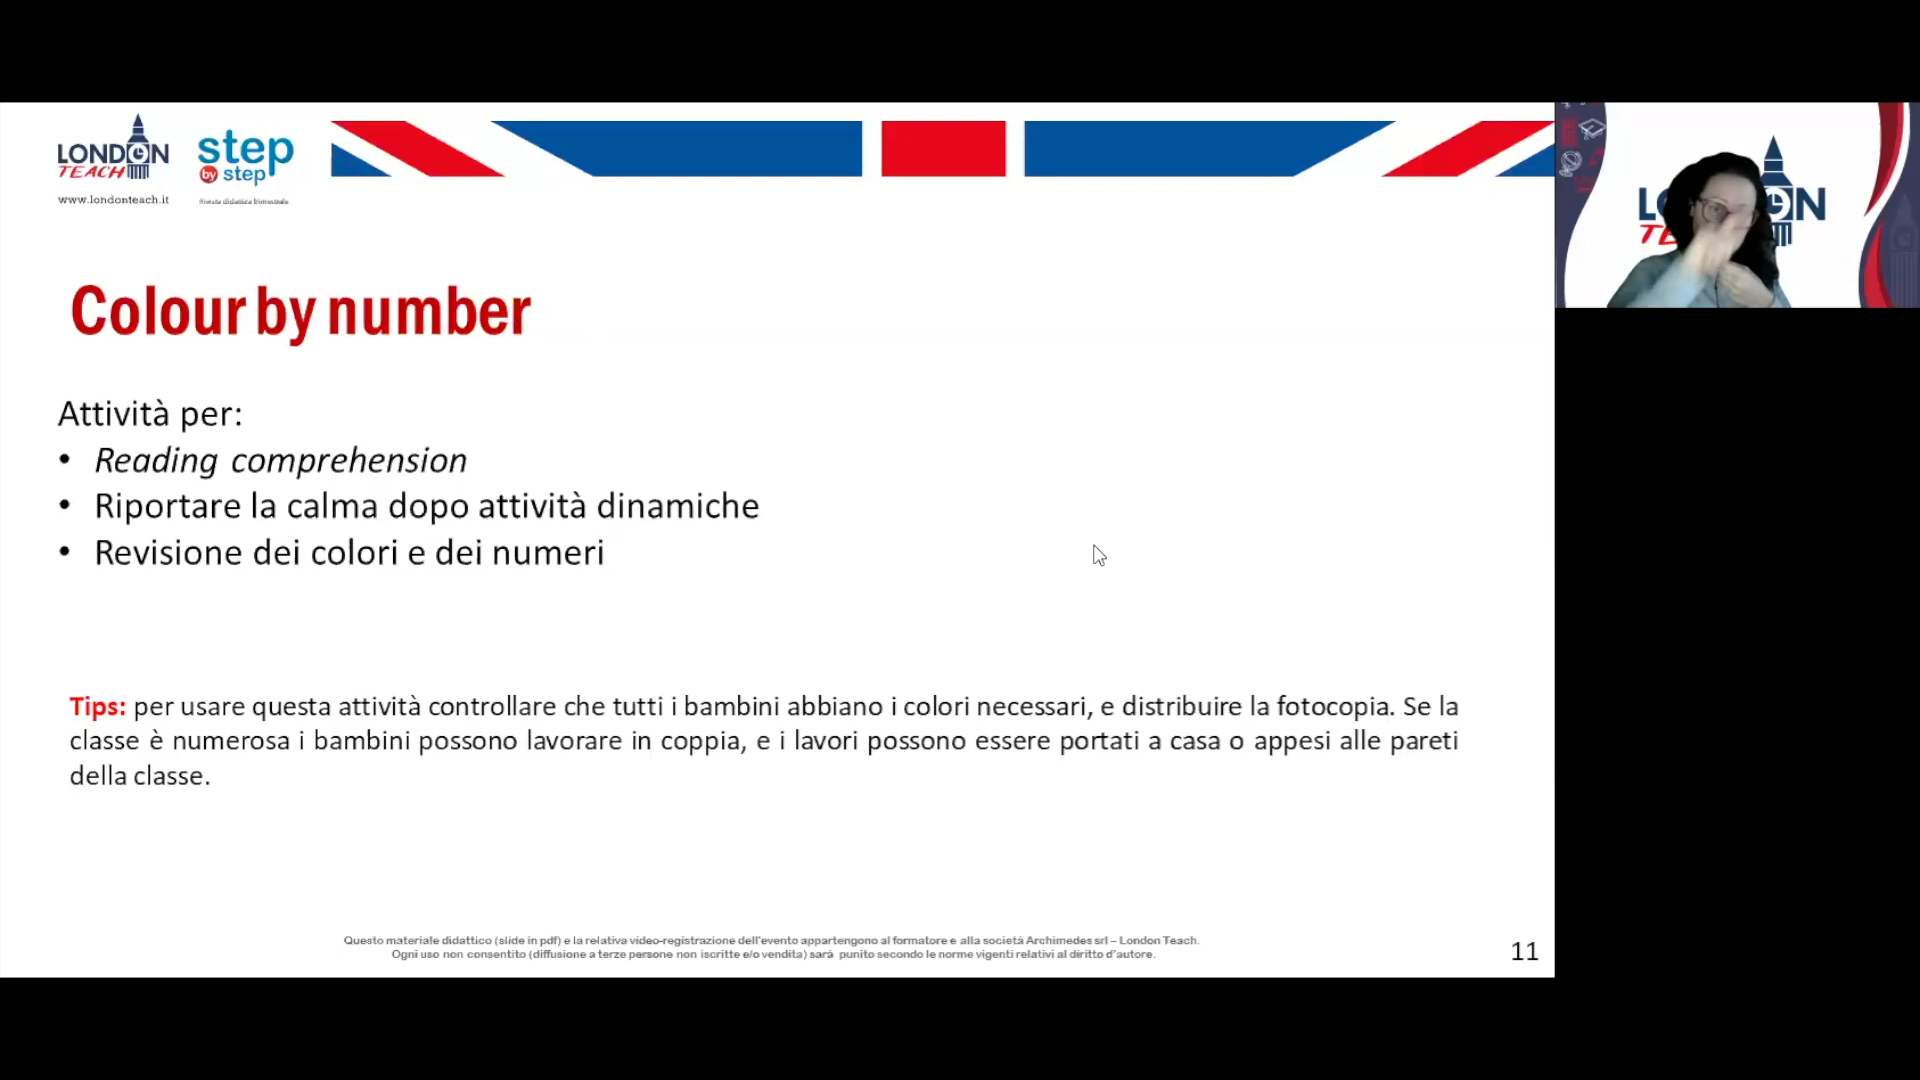 LONDON
TEACH
www.londonteach.it
step
by step
Rivista didattica bimestrale
Colour by number
Attività per:
• Reading comprehension
• Riportare la calma dopo attività dinamiche
• Revisione dei colori e dei numeri
Tips: per usare questa attività controllare che tutti i bambini abbiano i colori necessari, e distribuire la fotocopia. Se la
classe è numerosa i bambini possono lavorare in coppia, e i lavori possono essere portati a casa o appesi alle pareti
della classe.
Questo materiale didattico (slide in pdf) e la relativa video-registrazione dell'evento appartengono al formatore e alla società Archimedes srl – London Teach.
Ogni uso non consentito (diffusione a terze persone non iscritte e/o vendita) sarà punito secondo le norme vigenti relativi al diritto d'autore.
11